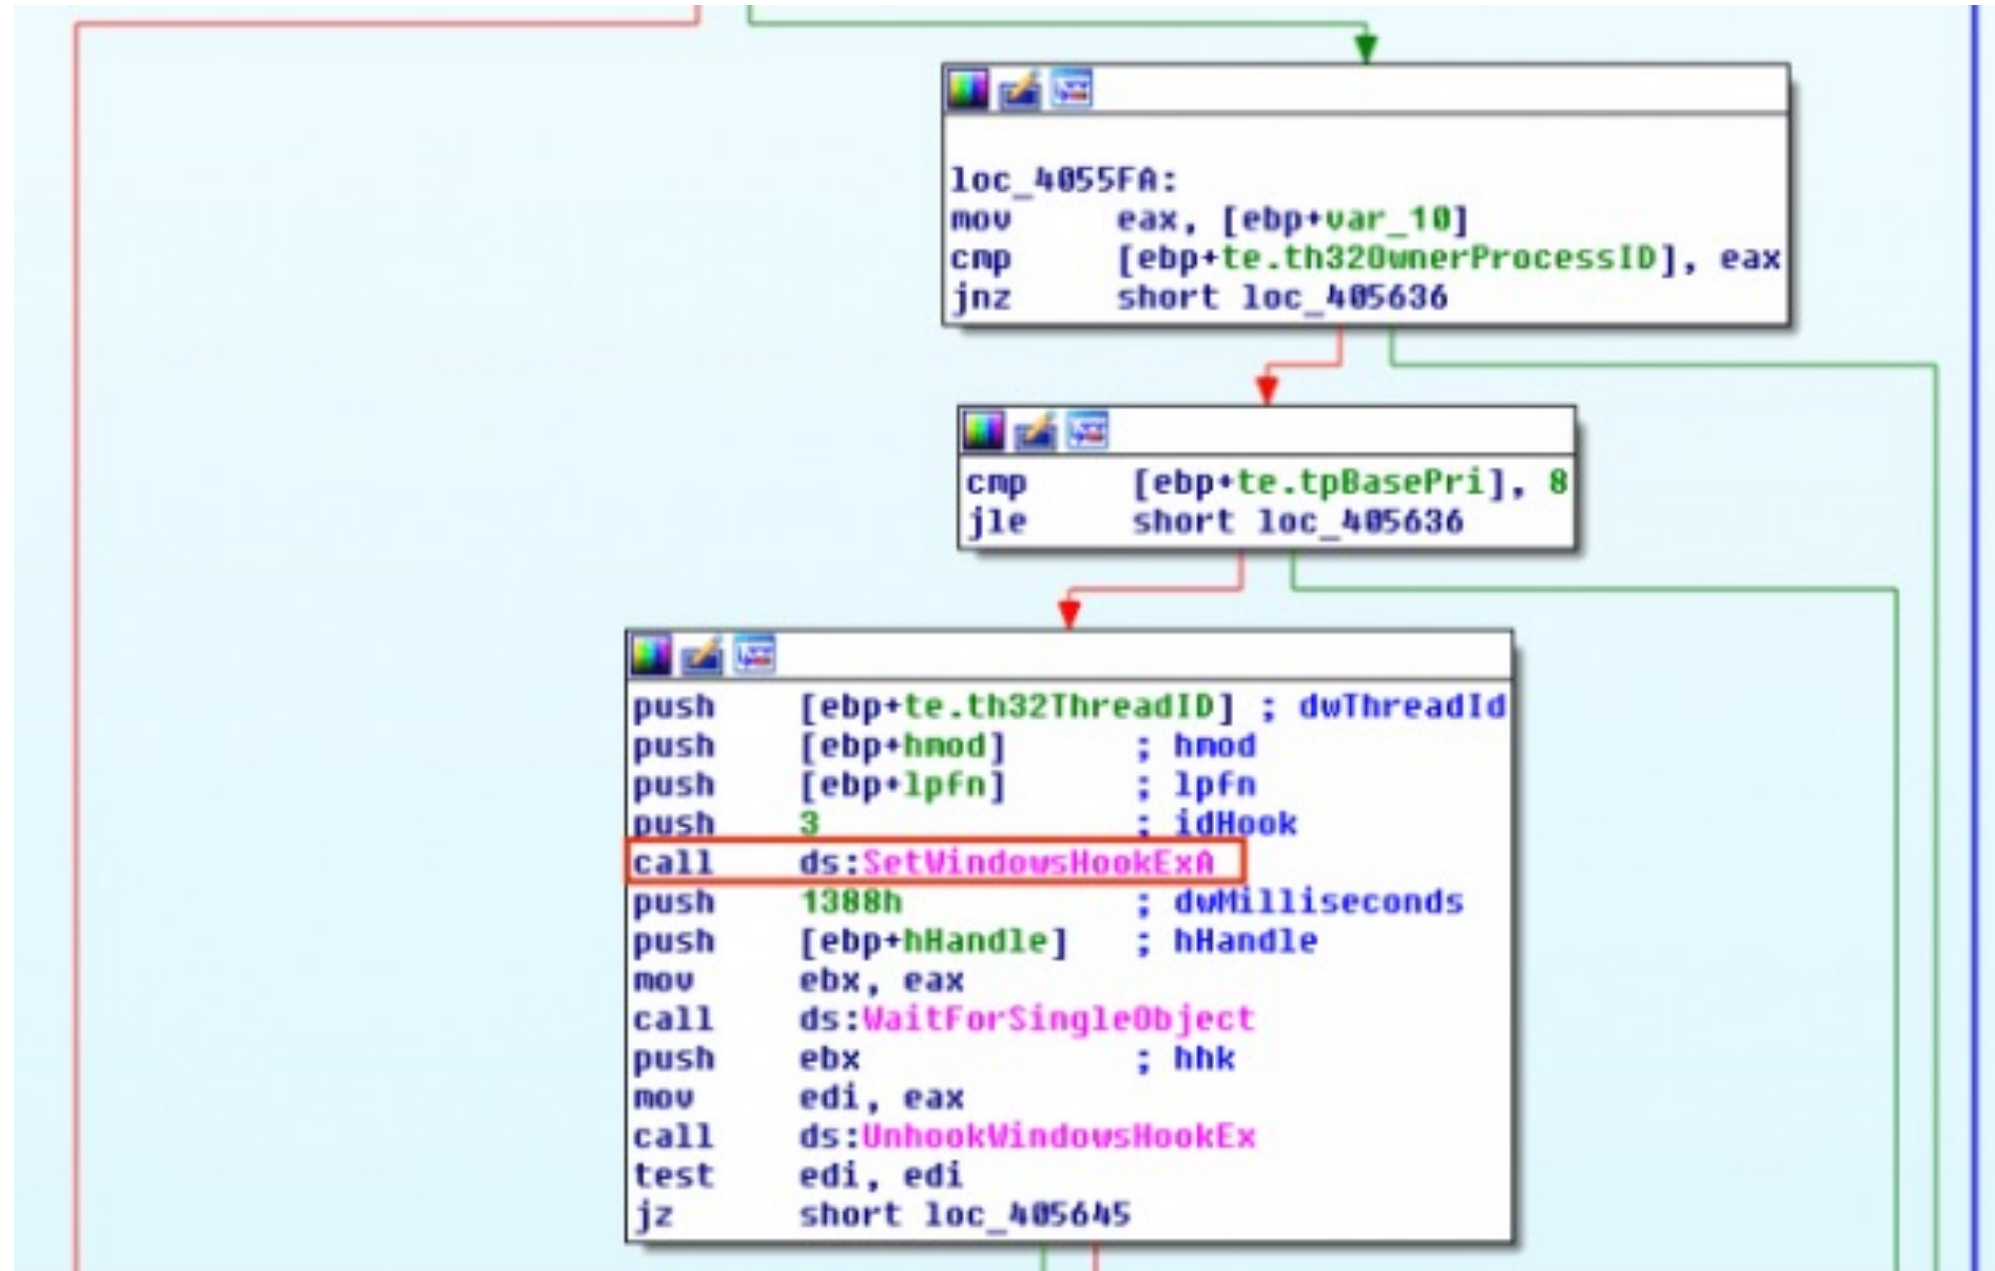 loc_4055FA:
mov eax, [ebp+var_10]
cmp [ebp+te.th32OwnerProcessID], eax
jnz short loc_405636
cmp [ebp+te.tpBasePri], 8
jle short loc_405636
push [ebp+te.th32ThreadID] ; dwThreadId
push [ebp+hmod] ; hmod
push [ebp+lpfn] ; lpfn
push 3 ; idHook
call ds:SetWindowsHookExA
push 1388h ; dwMilliseconds
push [ebp+hHandle] ; hHandle
mov ebx, eax
call ds:WaitForSingleObject
push ebx ; hhk
mov edi, eax
call ds:UnhookWindowsHookEx
test edi, edi
jz short loc_405645